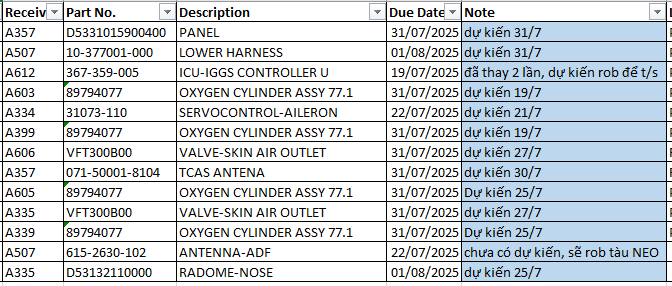 Receiv Part No. Description Due Date Note
A357 D5331015900400 PANEL 31/07/2025 dự kiến 31/7
A507 10-377001-000 LOWER HARNESS 01/08/2025 dự kiến 31/7
A612 367-359-005 ICU-IGGS CONTROLLER U 19/07/2025 đã thay 2 lần, dự kiến rob để t/s
A603 89794077 OXYGEN CYLINDER ASSY 77.1 31/07/2025 dự kiến 19/7
A334 31073-110 SERVOCONTROL-AILERON 22/07/2025 dự kiến 21/7
A399 89794077 OXYGEN CYLINDER ASSY 77.1 31/07/2025 dự kiến 19/7
A606 VFT300B00 VALVE-SKIN AIR OUTLET 31/07/2025 dự kiến 27/7
A357 071-50001-8104 TCAS ANTENA 31/07/2025 dự kiến 30/7
A605 89794077 OXYGEN CYLINDER ASSY 77.1 31/07/2025 Dự kiến 25/7
A335 VFT300B00 VALVE-SKIN AIR OUTLET 31/07/2025 dự kiến 27/7
A339 89794077 OXYGEN CYLINDER ASSY 77.1 31/07/2025 Dự kiến 25/7
A507 615-2630-102 ANTENNA-ADF 22/07/2025 chưa có dự kiến, sẽ rob tàu NEO
A335 D53132110000 RADOME-NOSE 01/08/2025 dự kiến 25/7